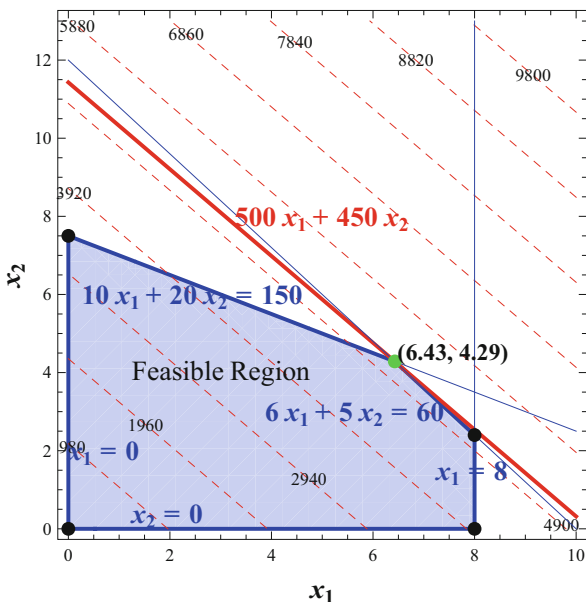 5880
6860
7840
8820
9800
12
10
3920
8
500 x1 + 450 x2
x2
6
10 x1 + 20 x2 = 150
(6.43, 4.29)
4
Feasible Region
6 x1 + 5 x2 = 60
1960
2
980
x1 = 0
2940
x1 = 8
x2 = 0
0
4900
0 2 4 6 8 10
x1